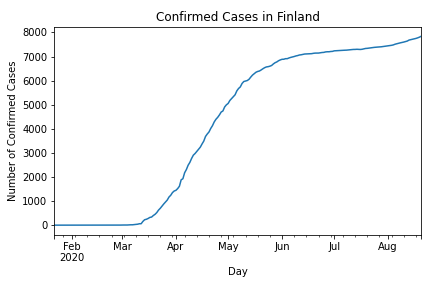 Confirmed Cases in Finland
8000
7000
6000
5000
4000
3000
2000
1000
0
Number of Confirmed Cases
Feb Mar Apr May Jun Jul Aug
2020
Day